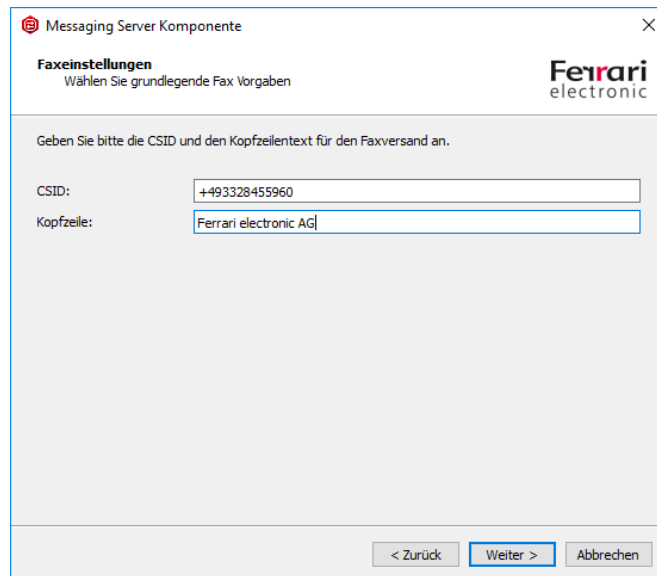 Messaging Server Komponente
Faxeinstellungen
Wählen Sie grundlegende Fax Vorgaben
Ferrari
electronic
Geben Sie bitte die CSID und den Kopfzeilentext für den Faxversand an.
CSID: +493328455960
Kopfzeile: Ferrari electronic AG
< Zurück Weiter > Abbrechen